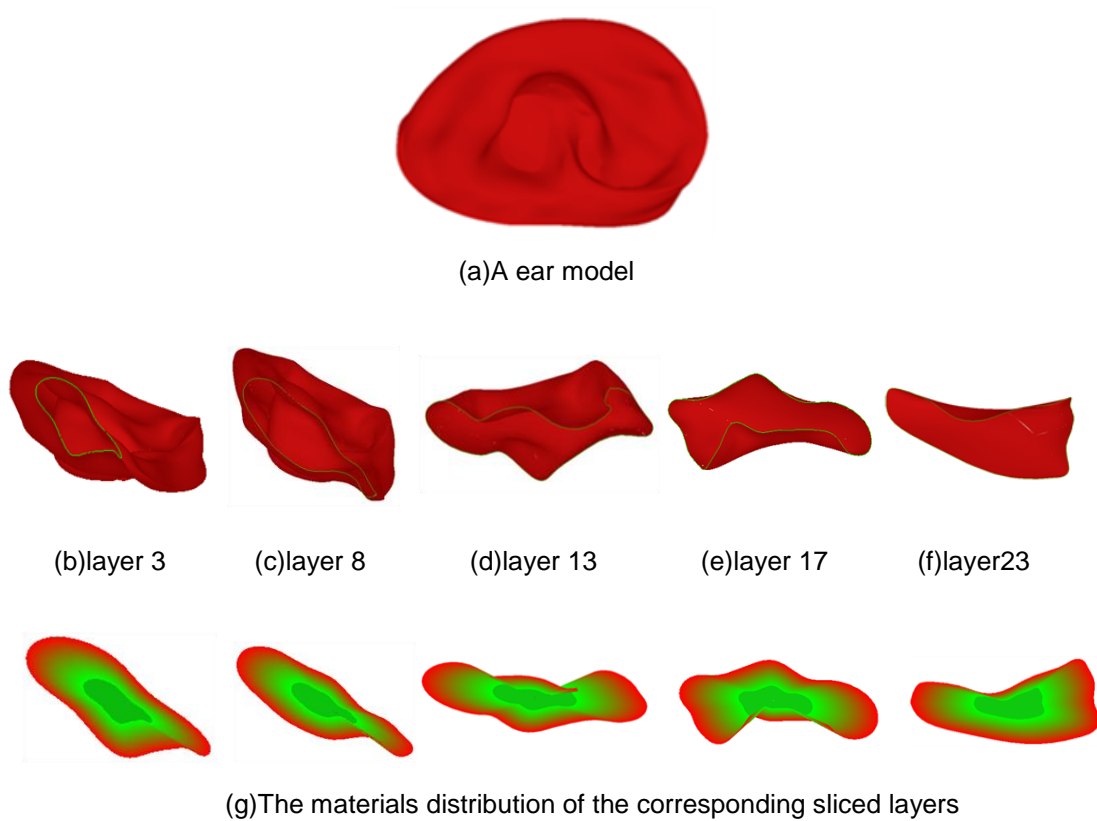 (a)A ear model
(b)layer 3
(c)layer 8
(d)layer 13
(e)layer 17
(f)layer23
(g)The materials distribution of the corresponding sliced layers